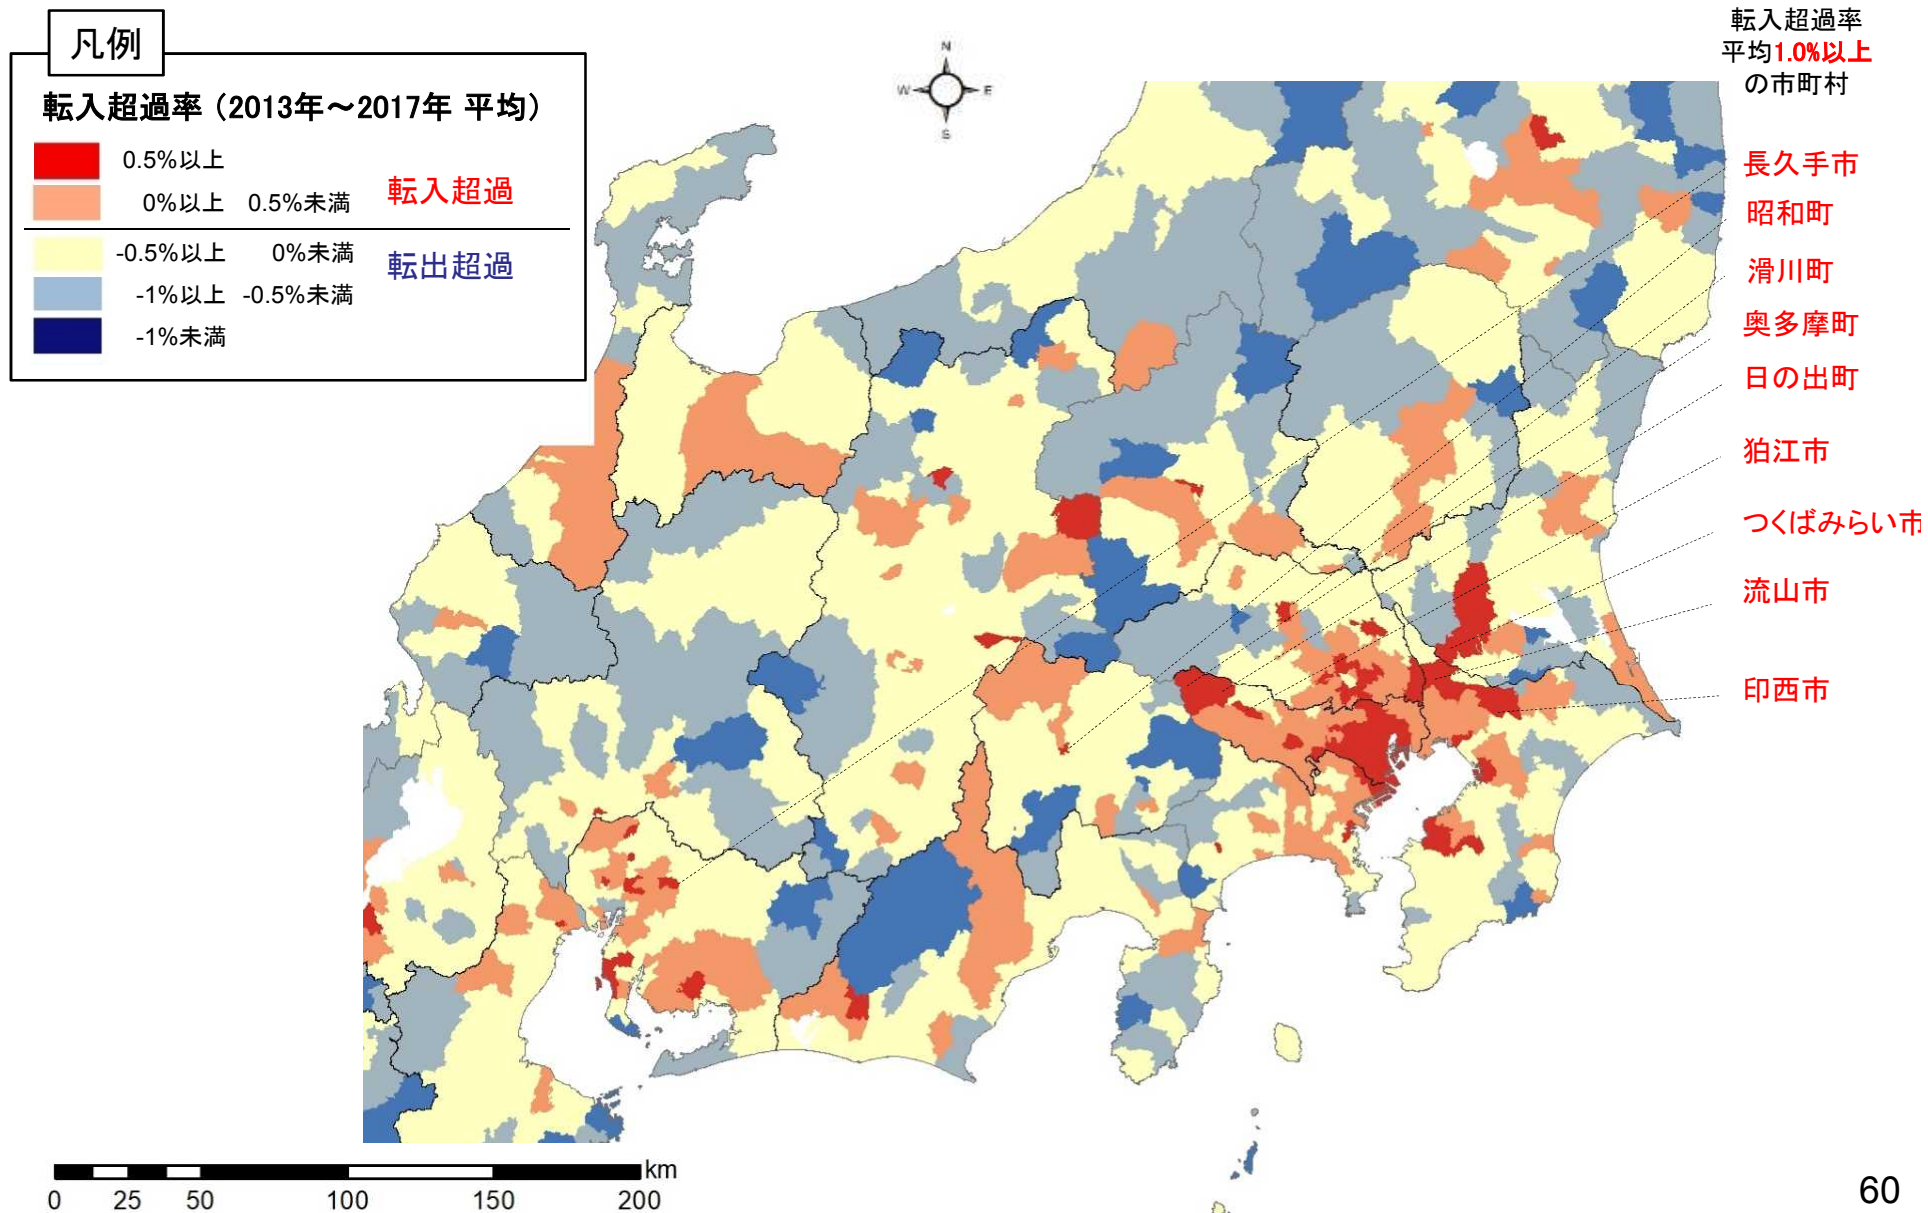 凡例
転入超過率（2013年～2017年 平均）
0.5%以上
0%以上 0.5%未満
転入超過
-0.5%以上 0%未満
転出超過
-1%以上 -0.5%未満
-1%未満
N
W E
S
転入超過率
平均1.0%以上
の市町村
長久手市
昭和町
滑川町
奥多摩町
日の出町
狛江市
つくばみらい市
流山市
印西市
km
0 25 50 100 150 200
60